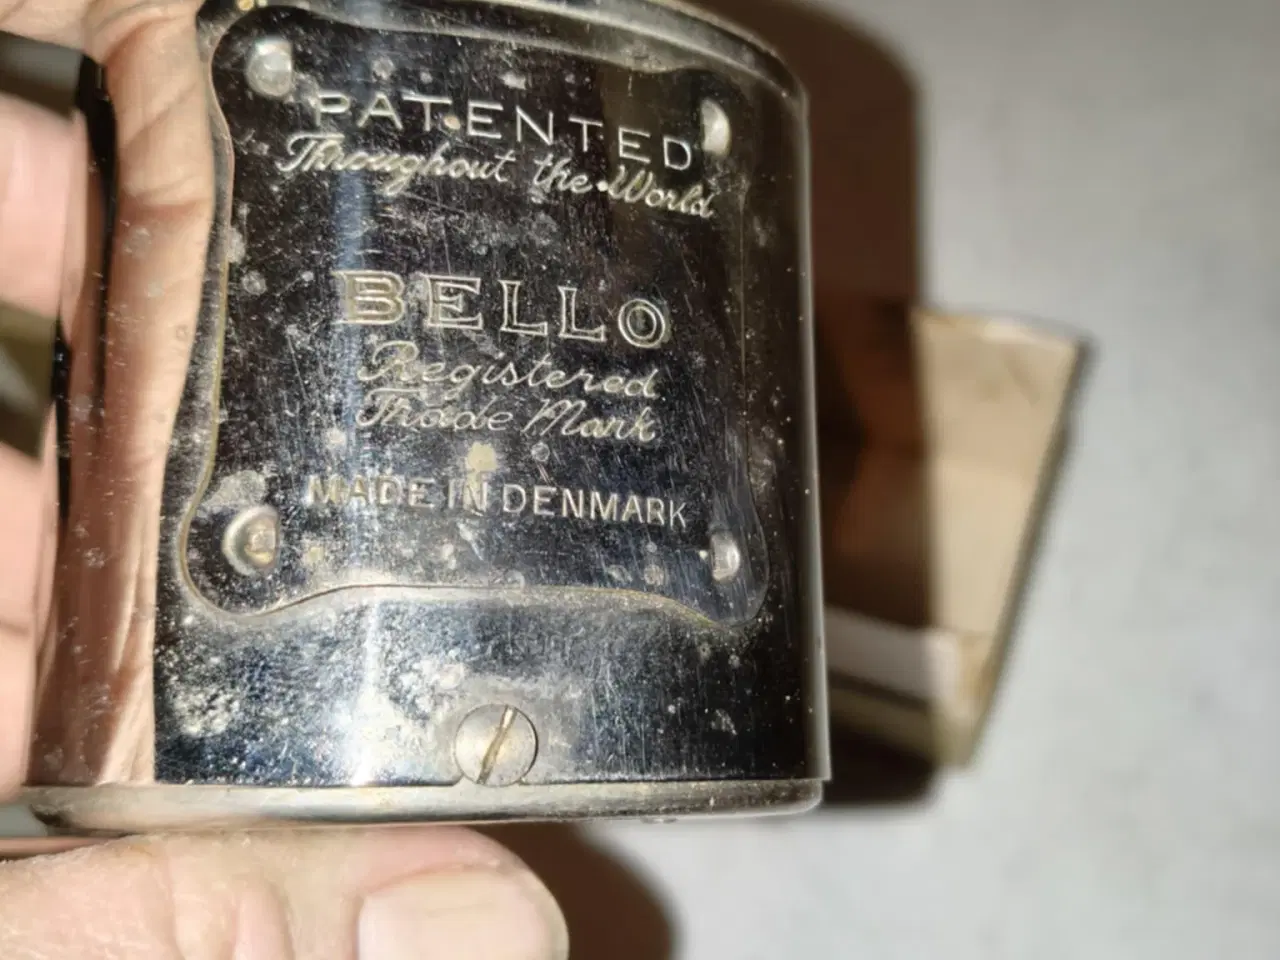 PATENTED
Throughout the World
BELLO
Registered
Trade Mark
MADE IN DENMARK